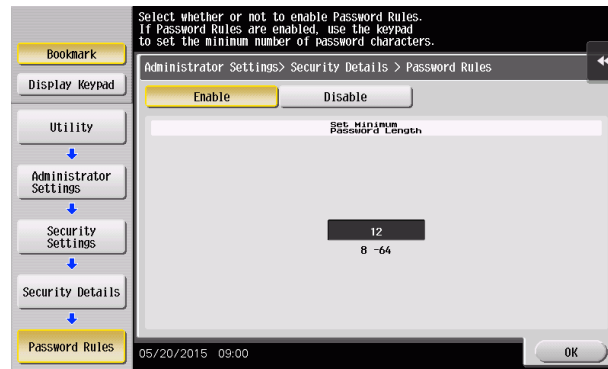 Select whether or not to enable Password Rules.
If Password Rules are enabled, use the keypad
to set the minimum number of password characters.
Bookmark
Display Keypad
Administrator Settings> Security Details > Password Rules
Enable
Disable
Utility
Set Minimum
Password Length
Administrator
Settings
Security
Settings
12
8 -64
Security Details
Password Rules
05/20/2015 09:00
OK